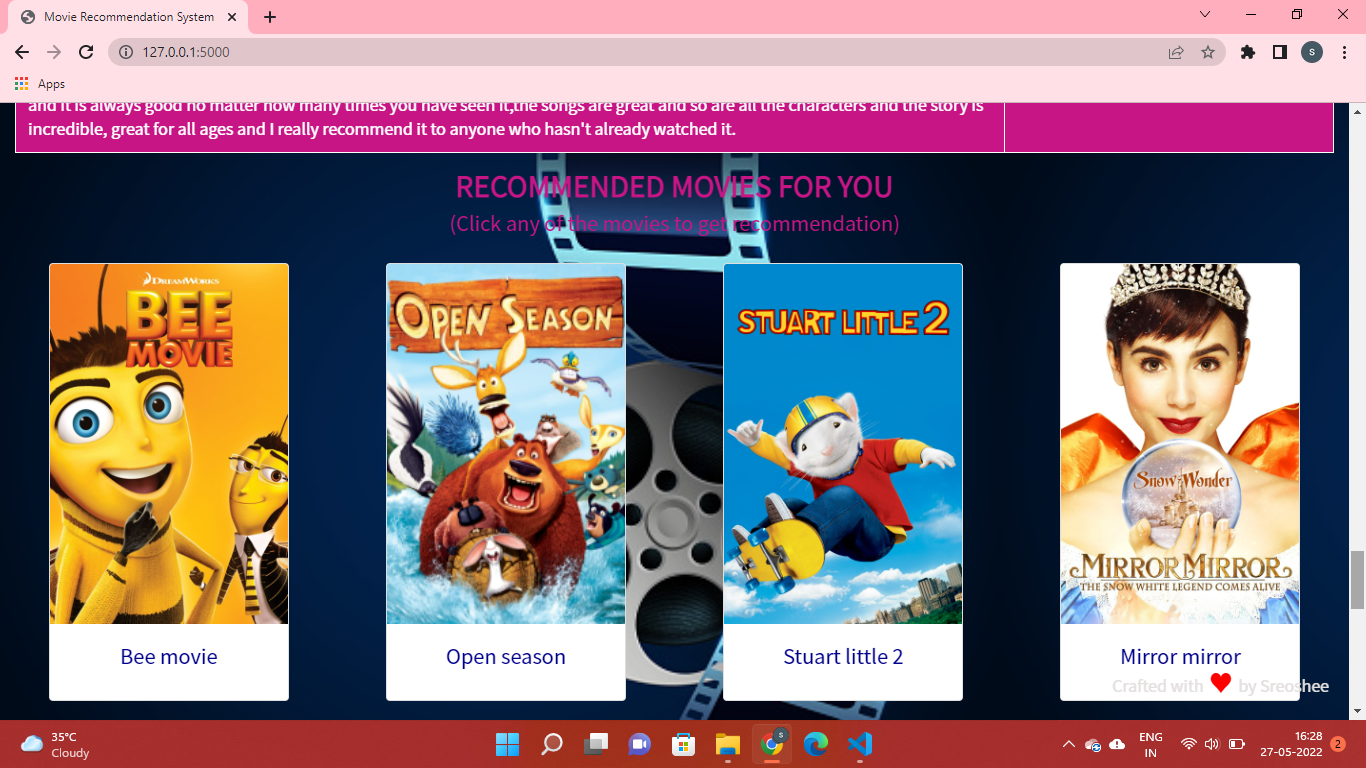 Movie Recommendation System
127.0.0.1:5000
S
Apps
and it is always good no matter how many times you have seen it,the songs are great and so are all the characters and the story is
incredible, great for all ages and I really recommend it to anyone who hasn't already watched it.
RECOMMENDED MOVIES FOR YOU
(Click any of the movies to get recommendation)
DREAMWORKS
BEE
MOVIE
OPEN SEASON
STUART LITTLE 2
SNOW WONDER
MIRROR MIRROR
THE SNOW WHITE LEGEND COMES ALIVE
Bee movie
Open season
Stuart little 2
Mirror mirror
Crafted with ❤ by Sreoshee
35°C
Cloudy
S
ENG
IN
16:28
27-05-2022
2